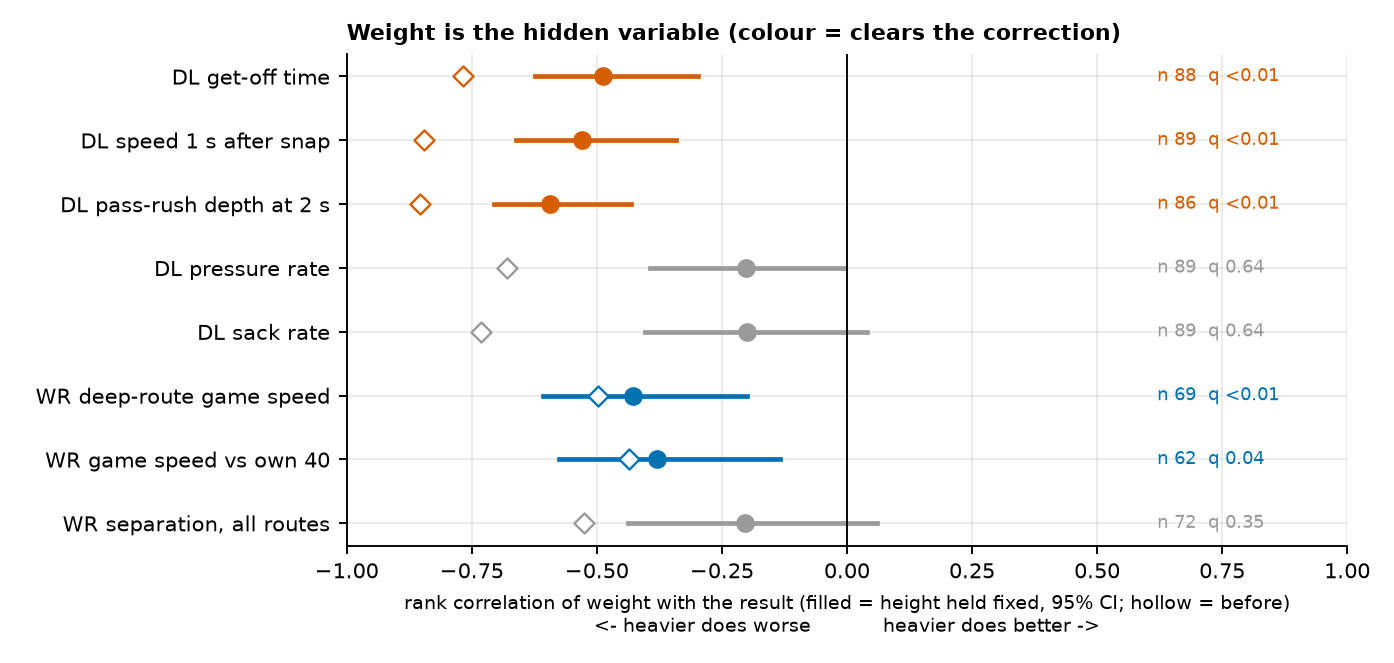 Weight is the hidden variable (colour = clears the correction)
DL get-off time
n 88 q <0.01
DL speed 1 s after snap
n 89 q <0.01
DL pass-rush depth at 2 s
n 86 q <0.01
DL pressure rate
n 89 q 0.64
DL sack rate
n 89 q 0.64
WR deep-route game speed
n 69 q <0.01
WR game speed vs own 40
n 62 q 0.04
WR separation, all routes
n 72 q 0.35
−1.00 −0.75 −0.50 −0.25 0.00 0.25 0.50 0.75 1.00
rank correlation of weight with the result (filled = height held fixed, 95% CI; hollow = before)
<- heavier does worse heavier does better ->